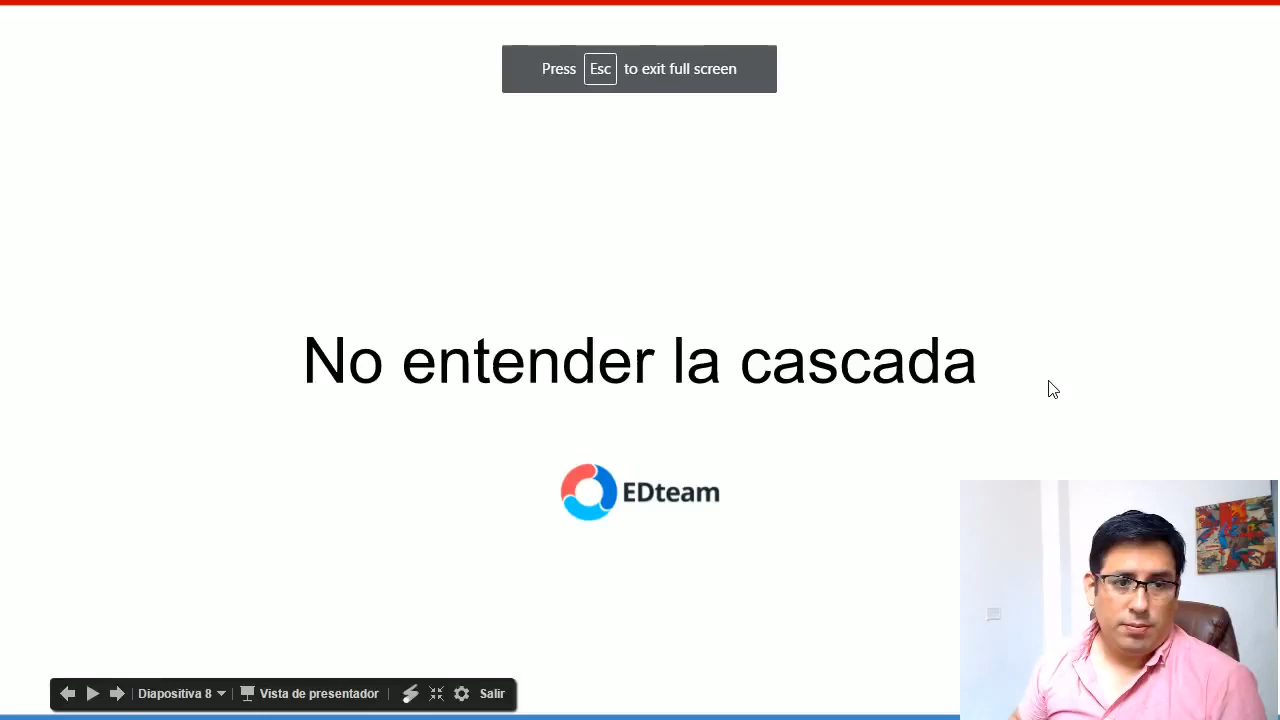 Press Esc to exit full screen
No entender la cascada
EDteam
Diapositiva 8 Vista de presentador Salir